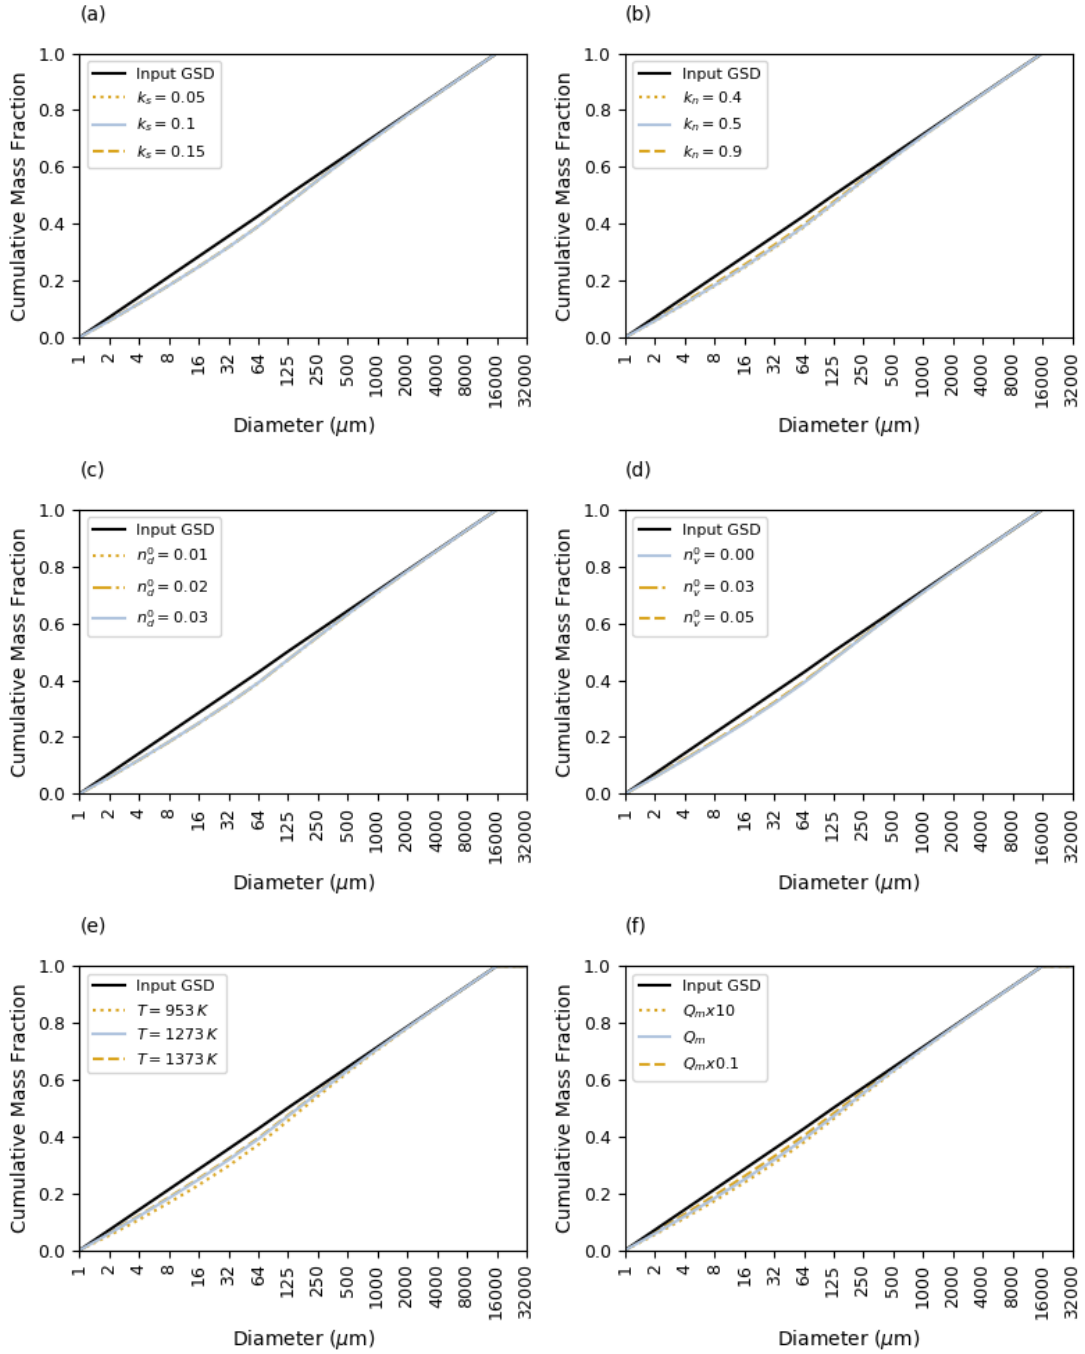 (a)
1.0
0.8
0.6
0.4
0.2
0.0
Cumulative Mass Fraction
Input GSD
k_s = 0.05
k_s = 0.1
k_s = 0.15
1 2 4 8 16 32 64 125 250 500 1000 2000 4000 8000 16000 32000
Diameter (μm)
(b)
1.0
0.8
0.6
0.4
0.2
0.0
Cumulative Mass Fraction
Input GSD
k_n = 0.4
k_n = 0.5
k_n = 0.9
1 2 4 8 16 32 64 125 250 500 1000 2000 4000 8000 16000 32000
Diameter (μm)
(c)
1.0
0.8
0.6
0.4
0.2
0.0
Cumulative Mass Fraction
Input GSD
n_d^0 = 0.01
n_d^0 = 0.02
n_d^0 = 0.03
1 2 4 8 16 32 64 125 250 500 1000 2000 4000 8000 16000 32000
Diameter (μm)
(d)
1.0
0.8
0.6
0.4
0.2
0.0
Cumulative Mass Fraction
Input GSD
n_v^0 = 0.00
n_v^0 = 0.03
n_v^0 = 0.05
1 2 4 8 16 32 64 125 250 500 1000 2000 4000 8000 16000 32000
Diameter (μm)
(e)
1.0
0.8
0.6
0.4
0.2
0.0
Cumulative Mass Fraction
Input GSD
T = 953 K
T = 1273 K
T = 1373 K
1 2 4 8 16 32 64 125 250 500 1000 2000 4000 8000 16000 32000
Diameter (μm)
(f)
1.0
0.8
0.6
0.4
0.2
0.0
Cumulative Mass Fraction
Input GSD
Q_m x10
Q_m
Q_m x0.1
1 2 4 8 16 32 64 125 250 500 1000 2000 4000 8000 16000 32000
Diameter (μm)